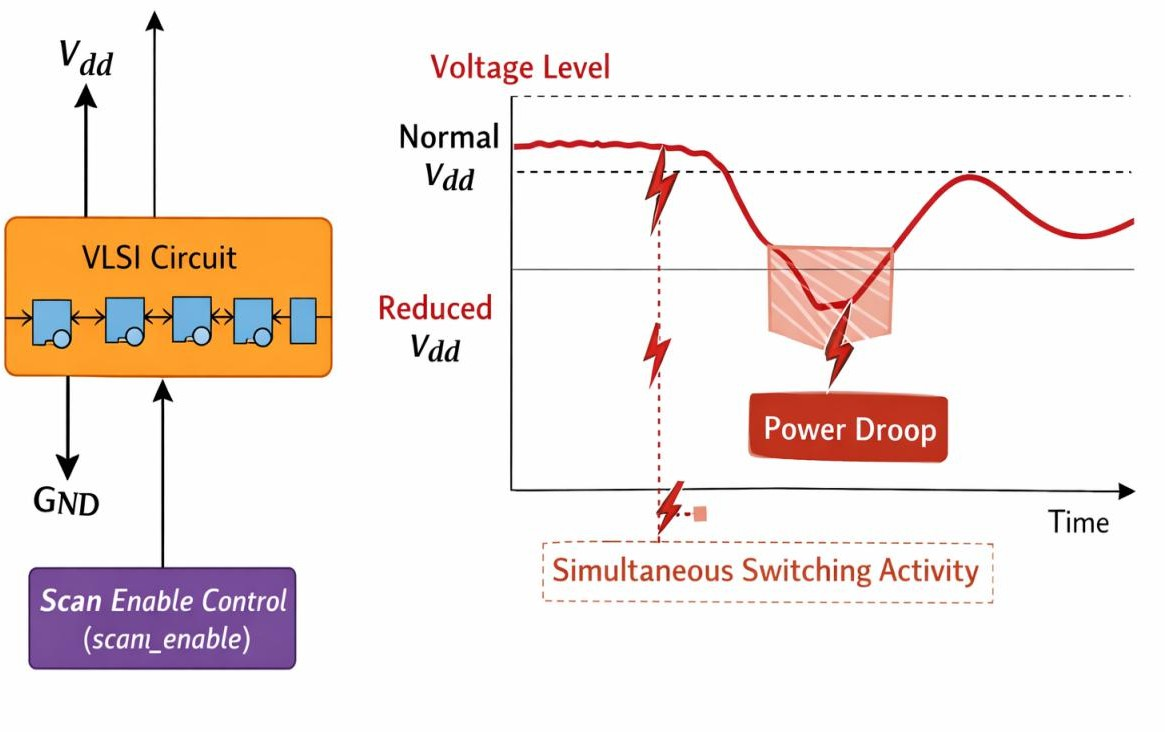 Vdd
VLSI Circuit
GND
Scan Enable Control
(scanı_enable)
Voltage Level
Normal
Vdd
Reduced
Vdd
Power Droop
Time
Simultaneous Switching Activity